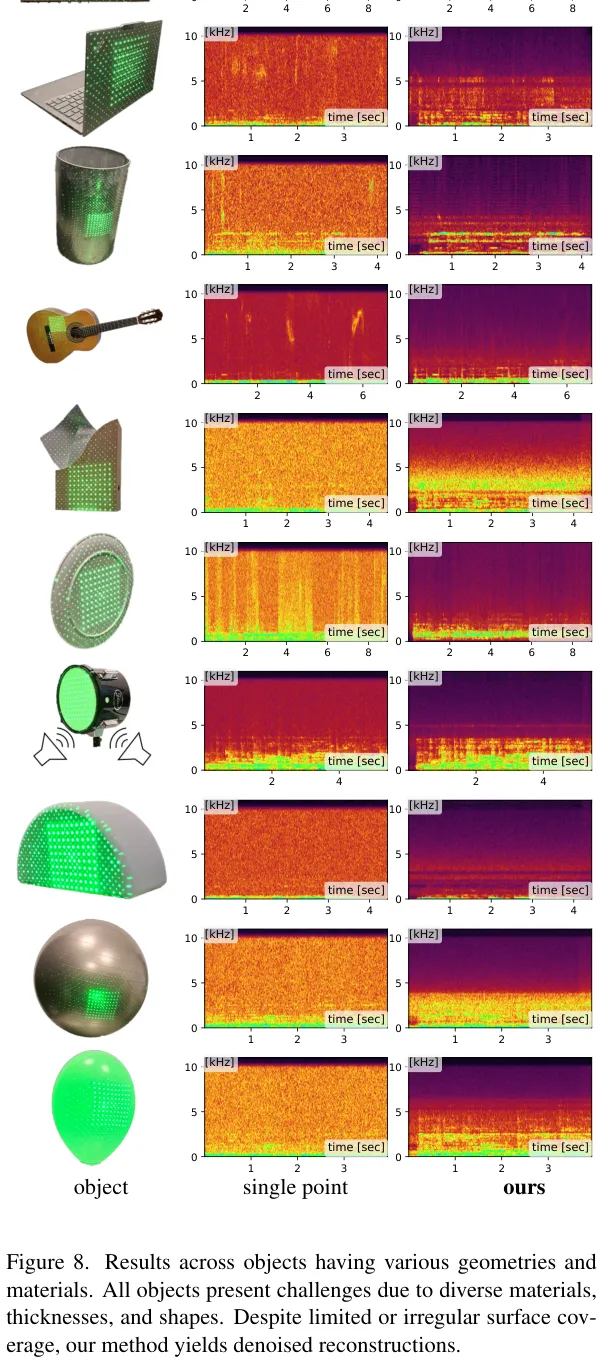 2 4 6 8 2 4 6 8
10 [kHz] 10 [kHz]
5 5
0 time [sec] 0 time [sec]
1 2 3 1 2 3
10 [kHz] 10 [kHz]
5 5
0 time [sec] 0 time [sec]
1 2 3 4 1 2 3 4
10 [kHz] 10 [kHz]
5 5
0 time [sec] 0 time [sec]
2 4 6 2 4 6
10 [kHz] 10 [kHz]
5 5
0 time [sec] 0 time [sec]
1 2 3 4 1 2 3 4
10 [kHz] 10 [kHz]
5 5
0 time [sec] 0 time [sec]
2 4 6 8 2 4 6 8
10 [kHz] 10 [kHz]
5 5
0 time [sec] 0 time [sec]
2 4 2 4
10 [kHz] 10 [kHz]
5 5
0 time [sec] 0 time [sec]
1 2 3 4 1 2 3 4
10 [kHz] 10 [kHz]
5 5
0 time [sec] 0 time [sec]
1 2 3 1 2 3
10 [kHz] 10 [kHz]
5 5
0 time [sec] 0 time [sec]
1 2 3 1 2 3
object single point ours
Figure 8. Results across objects having various geometries and
materials. All objects present challenges due to diverse materials,
thicknesses, and shapes. Despite limited or irregular surface cov-
erage, our method yields denoised reconstructions.